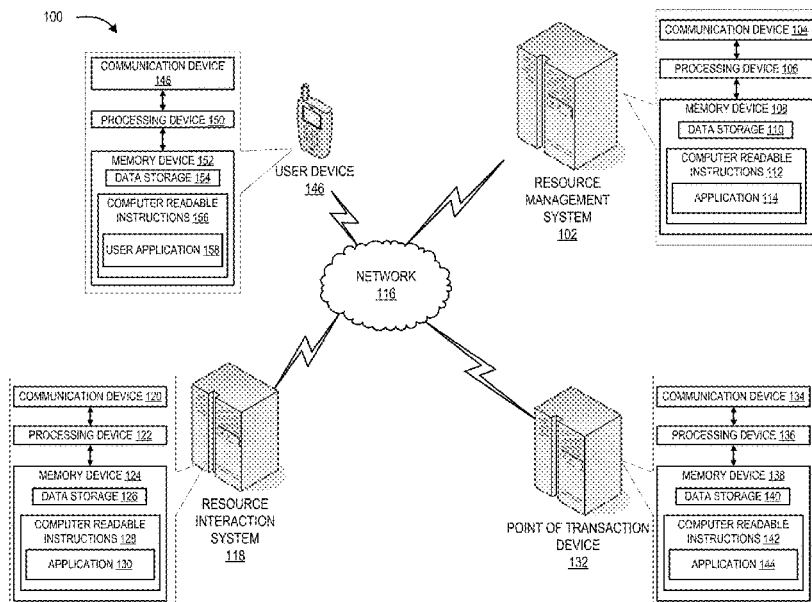 100
COMMUNICATION DEVICE
146
PROCESSING DEVICE 150
MEMORY DEVICE 152
DATA STORAGE 154
COMPUTER READABLE
INSTRUCTIONS 156
USER APPLICATION 158
USER DEVICE
146
RESOURCE
MANAGEMENT
SYSTEM
102
COMMUNICATION DEVICE 104
PROCESSING DEVICE 106
MEMORY DEVICE 108
DATA STORAGE 110
COMPUTER READABLE
INSTRUCTIONS 112
APPLICATION 114
NETWORK
116
COMMUNICATION DEVICE 120
PROCESSING DEVICE 122
MEMORY DEVICE 124
DATA STORAGE 126
COMPUTER READABLE
INSTRUCTIONS 128
APPLICATION 130
RESOURCE
INTERACTION
SYSTEM
118
POINT OF TRANSACTION
DEVICE
132
COMMUNICATION DEVICE 134
PROCESSING DEVICE 136
MEMORY DEVICE 138
DATA STORAGE 140
COMPUTER READABLE
INSTRUCTIONS 142
APPLICATION 144